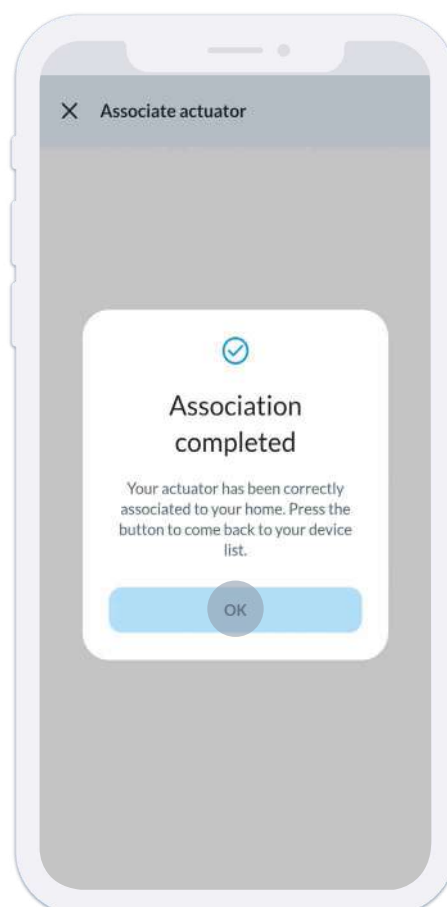 Associate actuator
Association
completed
Your actuator has been correctly
associated to your home. Press the
button to come back to your device
list.
OK